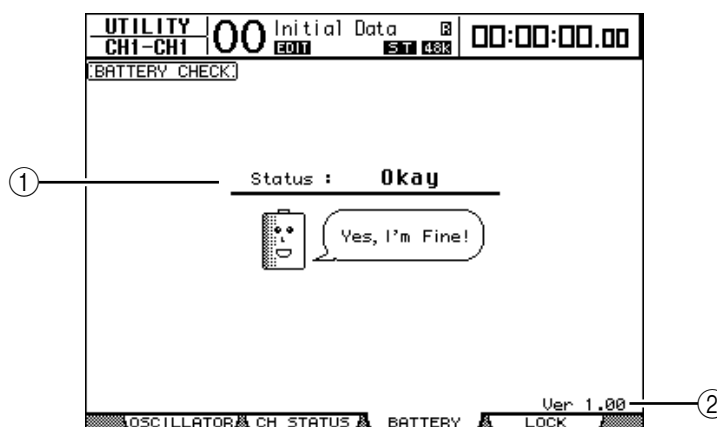 UTILITY 00 Initial Data R 00:00:00.00
CH1-CH1 EDIT ST 48K
BATTERY CHECK
① Status : Okay
Yes, I'm Fine!
Ver 1.00 ②
OSCILLATOR CH STATUS BATTERY LOCK